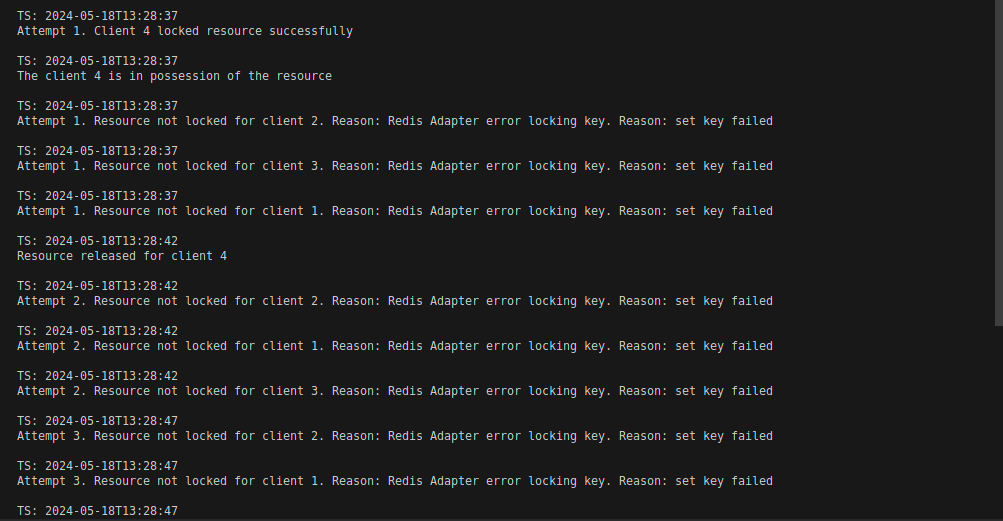 TS: 2024-05-18T13:28:37
Attempt 1. Client 4 locked resource successfully
TS: 2024-05-18T13:28:37
The client 4 is in possession of the resource
TS: 2024-05-18T13:28:37
Attempt 1. Resource not locked for client 2. Reason: Redis Adapter error locking key. Reason: set key failed
TS: 2024-05-18T13:28:37
Attempt 1. Resource not locked for client 3. Reason: Redis Adapter error locking key. Reason: set key failed
TS: 2024-05-18T13:28:37
Attempt 1. Resource not locked for client 1. Reason: Redis Adapter error locking key. Reason: set key failed
TS: 2024-05-18T13:28:42
Resource released for client 4
TS: 2024-05-18T13:28:42
Attempt 2. Resource not locked for client 2. Reason: Redis Adapter error locking key. Reason: set key failed
TS: 2024-05-18T13:28:42
Attempt 2. Resource not locked for client 1. Reason: Redis Adapter error locking key. Reason: set key failed
TS: 2024-05-18T13:28:42
Attempt 2. Resource not locked for client 3. Reason: Redis Adapter error locking key. Reason: set key failed
TS: 2024-05-18T13:28:47
Attempt 3. Resource not locked for client 2. Reason: Redis Adapter error locking key. Reason: set key failed
TS: 2024-05-18T13:28:47
Attempt 3. Resource not locked for client 1. Reason: Redis Adapter error locking key. Reason: set key failed
TS: 2024-05-18T13:28:47